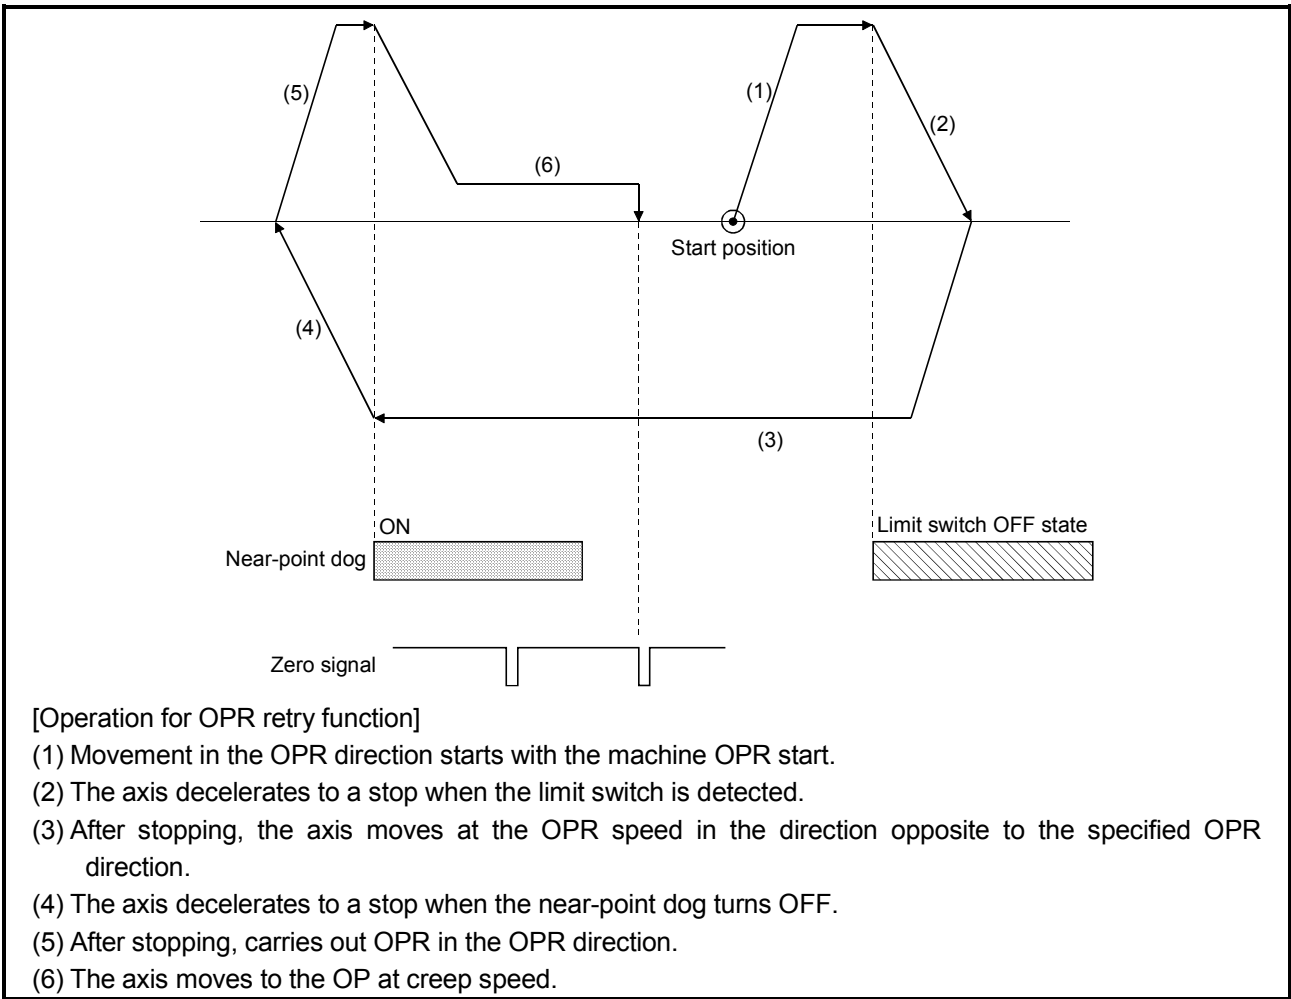 (5)
(1)
(2)
(6)
Start position
(4)
(3)
ON
Limit switch OFF state
Near-point dog
Zero signal
[Operation for OPR retry function]
(1) Movement in the OPR direction starts with the machine OPR start.
(2) The axis decelerates to a stop when the limit switch is detected.
(3) After stopping, the axis moves at the OPR speed in the direction opposite to the specified OPR
direction.
(4) The axis decelerates to a stop when the near-point dog turns OFF.
(5) After stopping, carries out OPR in the OPR direction.
(6) The axis moves to the OP at creep speed.